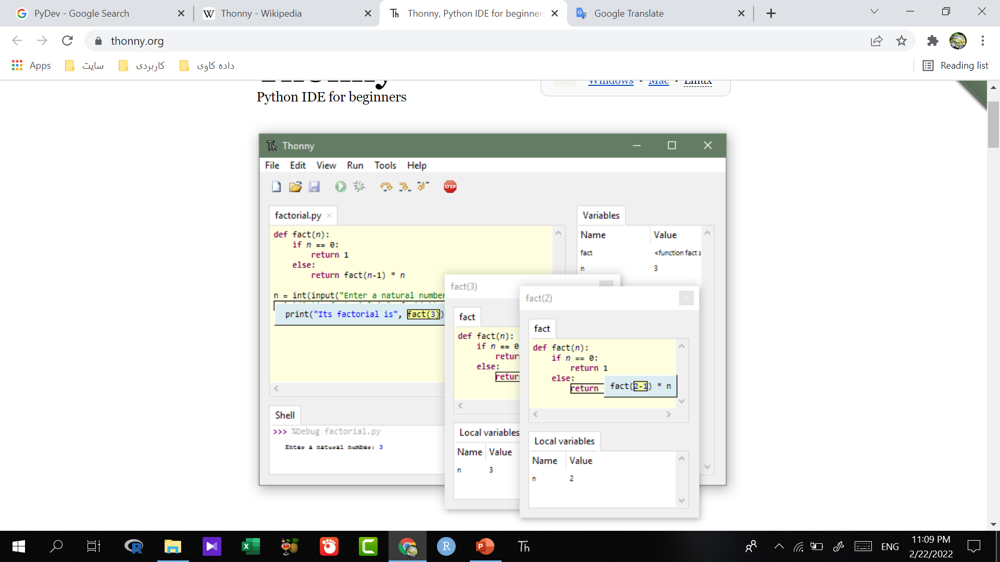 PyDev - Google Search
Thonny - Wikipedia
Thonny, Python IDE for beginners
Google Translate
thonny.org
Apps
سایت
کاربردی
داده کاوی
Reading list
Thonny
Windows • Mac • Linux
Python IDE for beginners
Thonny
File Edit View Run Tools Help
STOP
factorial.py
def fact(n):
    if n == 0:
        return 1
    else:
        return fact(n-1) * n
n = int(input("Enter a natural number
print("Its factorial is", fact(3))
Variables
Name Value
fact <function fact a
n 3
Shell
>>> %Debug factorial.py
Enter a natural number: 3
fact(3)
fact
def fact(n):
    if n == 0
        retur
    else:
        retur
Local variables
Name Value
n 3
fact(2)
fact
def fact(n):
    if n == 0:
        return 1
    else:
        return
fact(2-1) * n
Local variables
Name Value
n 2
ENG
11:09 PM
2/22/2022